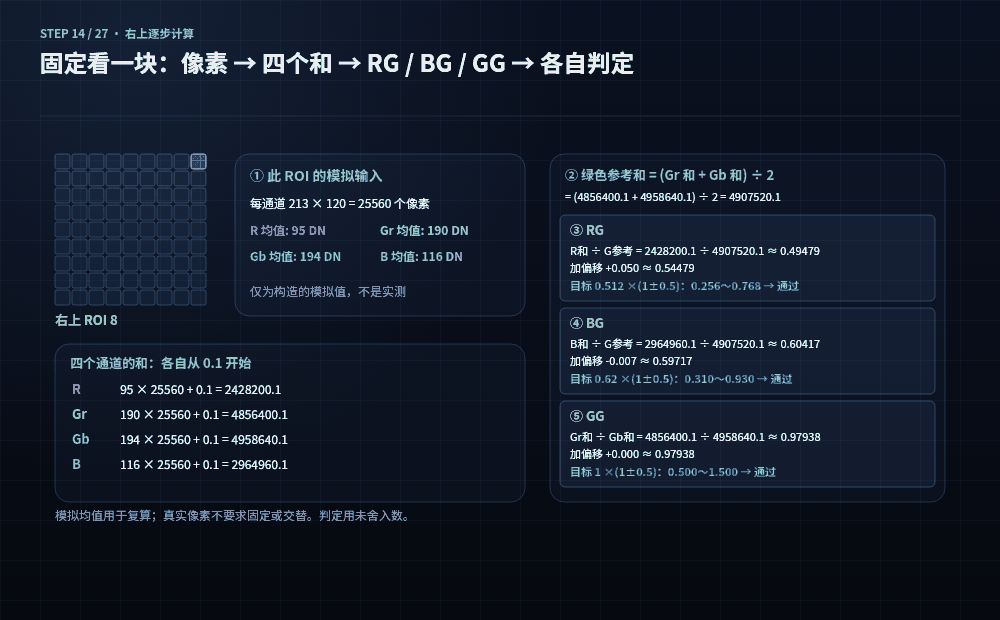 STEP 14 / 27 · 右上逐步计算
固定看一块：像素 → 四个和 → RG / BG / GG → 各自判定
右上 ROI 8
① 此 ROI 的模拟输入
每通道 213 × 120 = 25560 个像素
R 均值: 95 DN
Gr 均值: 190 DN
Gb 均值: 194 DN
B 均值: 116 DN
仅为构造的模拟值，不是实测
四个通道的和：各自从 0.1 开始
R 95 × 25560 + 0.1 = 2428200.1
Gr 190 × 25560 + 0.1 = 4856400.1
Gb 194 × 25560 + 0.1 = 4958640.1
B 116 × 25560 + 0.1 = 2964960.1
模拟均值用于复算；真实像素不要求固定或交替。判定用未舍入数。
② 绿色参考和 = (Gr 和 + Gb 和) ÷ 2
= (4856400.1 + 4958640.1) ÷ 2 = 4907520.1
③ RG
R和 ÷ G参考 = 2428200.1 ÷ 4907520.1 ≈ 0.49479
加偏移 +0.050 ≈ 0.54479
目标 0.512 ×(1±0.5)：0.256～0.768 → 通过
④ BG
B和 ÷ G参考 = 2964960.1 ÷ 4907520.1 ≈ 0.60417
加偏移 -0.007 ≈ 0.59717
目标 0.62 ×(1±0.5)：0.310～0.930 → 通过
⑤ GG
Gr和 ÷ Gb和 = 4856400.1 ÷ 4958640.1 ≈ 0.97938
加偏移 +0.000 ≈ 0.97938
目标 1 ×(1±0.5)：0.500～1.500 → 通过